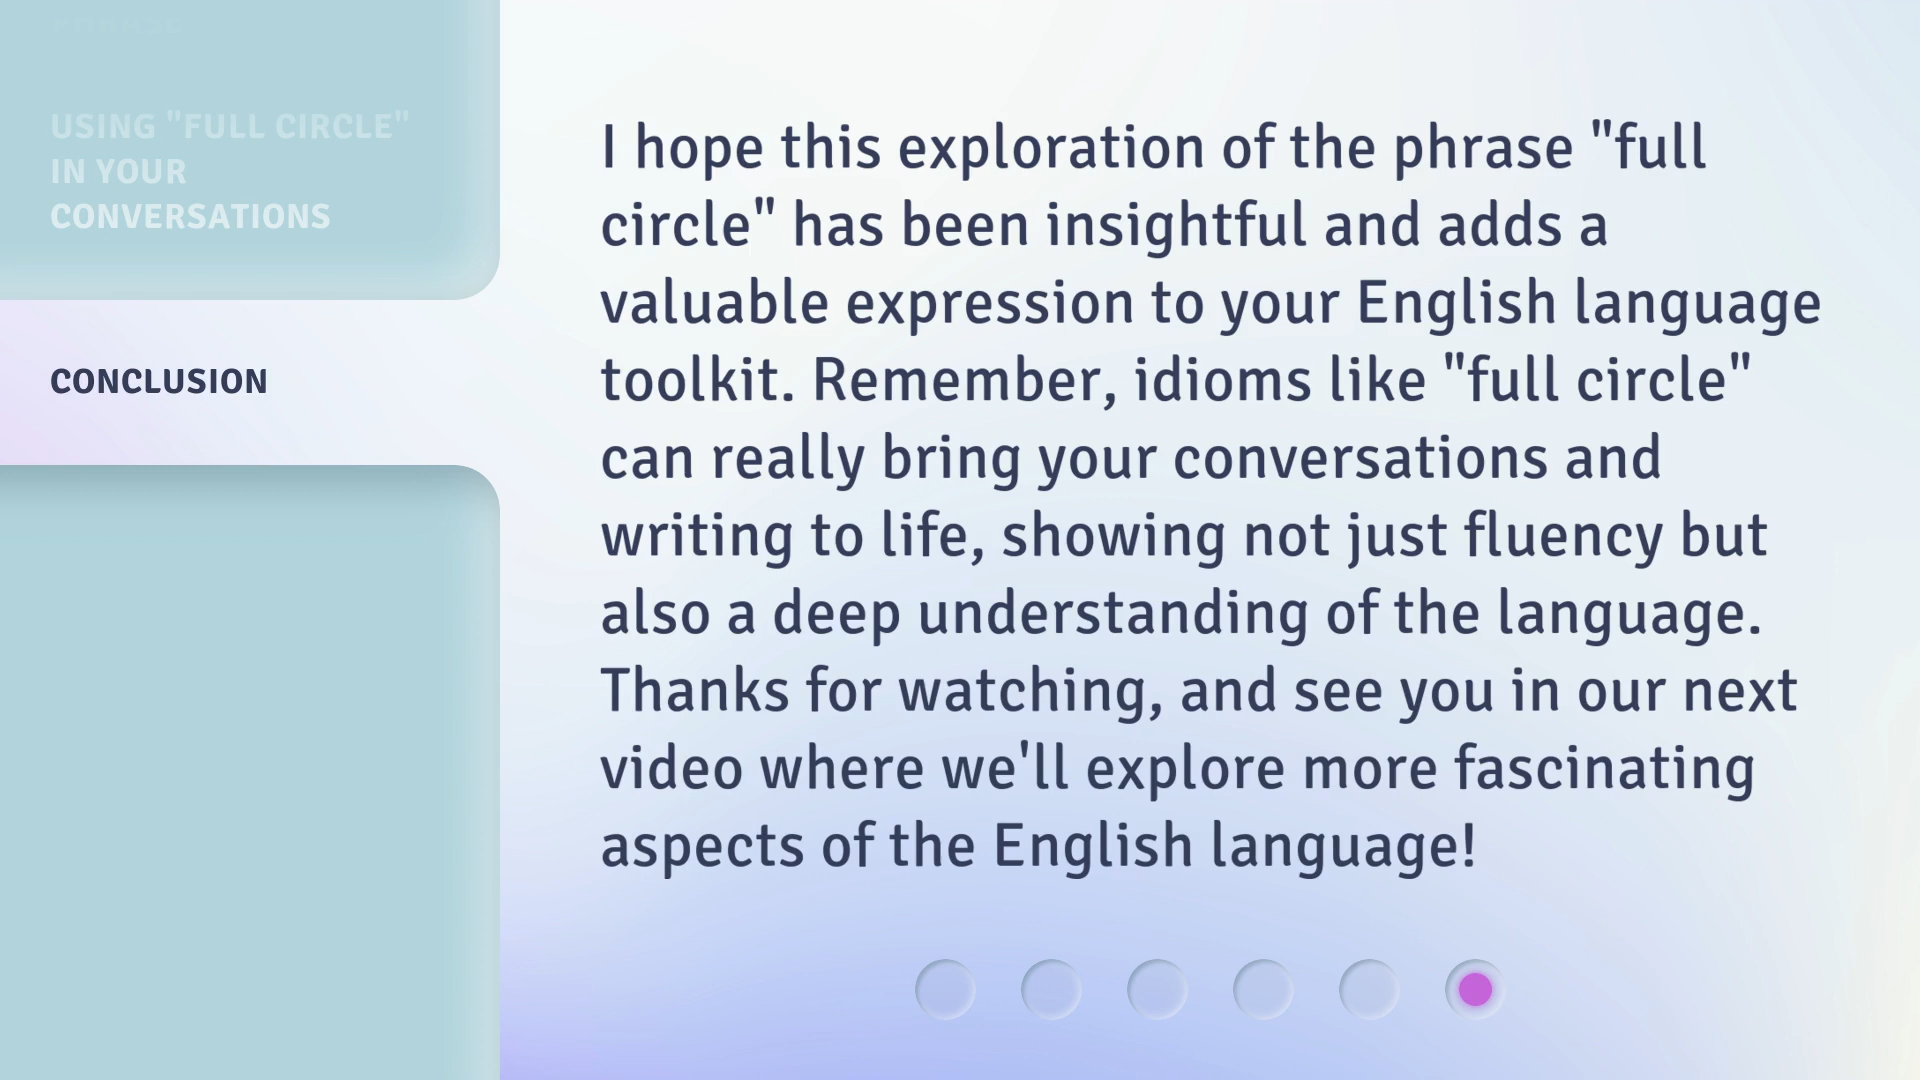 USING "FULL CIRCLE"
IN YOUR
CONVERSATIONS
CONCLUSION
I hope this exploration of the phrase "full
circle" has been insightful and adds a
valuable expression to your English language
toolkit. Remember, idioms like "full circle"
can really bring your conversations and
writing to life, showing not just fluency but
also a deep understanding of the language.
Thanks for watching, and see you in our next
video where we'll explore more fascinating
aspects of the English language!